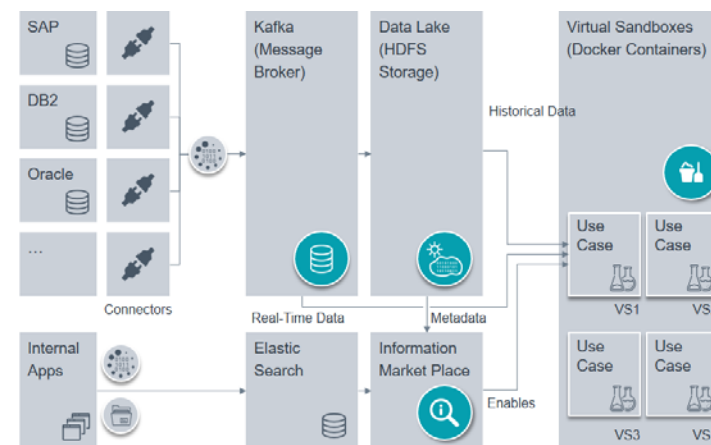 SAP
DB2
Oracle
...
Connectors
Kafka
(Message
Broker)
Data Lake
(HDFS
Storage)
Historical Data
Virtual Sandboxes
(Docker Containers)
Use
Case
VS1
Use
Case
VS
Real-Time Data
Metadata
Internal
Apps
Elastic
Search
Information
Market Place
Enables
Use
Case
VS3
Use
Case
VS